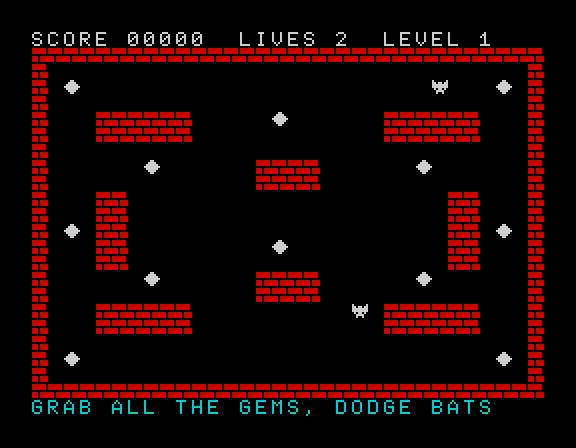 SCORE 00000 LIVES 2 LEVEL 1
GRAB ALL THE GEMS, DODGE BATS